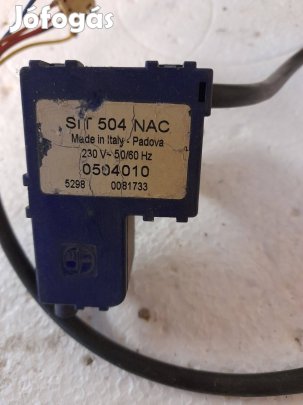 Jófogás
SIT 504 NAC
Made in Italy - Padova
230 V~ 50/60 Hz
0504010
5298 0081733